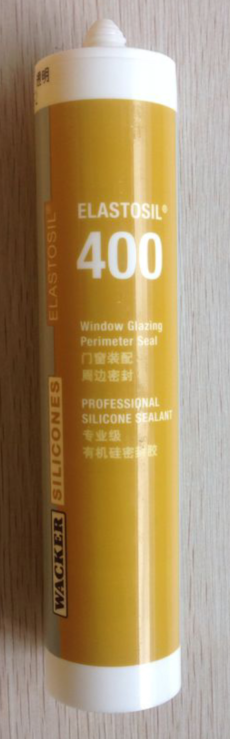 透明
ELASTOSIL®
400
Window Glazing
Perimeter Seal
门窗装配
周边密封
PROFESSIONAL
SILICONE SEALANT
专业级
有机硅密封胶
ELASTOSIL®
WACKER SILICONES